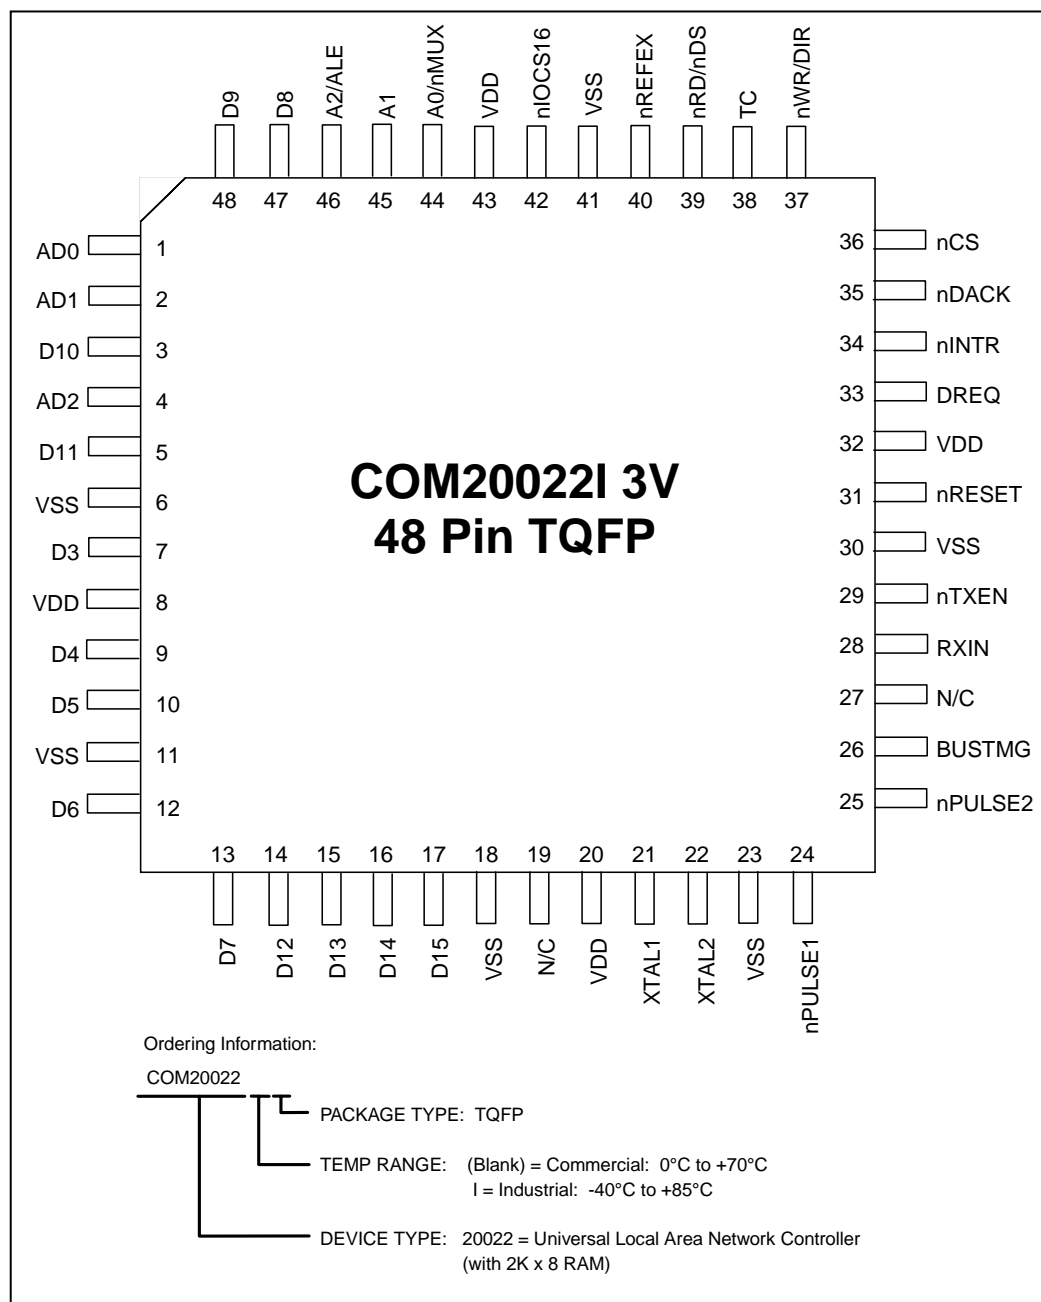 D9
D8
A2/ALE
A1
A0/nMUX
VDD
nIOCS16
VSS
nREFEX
nRD/nDS
TC
nWR/DIR
48 47 46 45 44 43 42 41 40 39 38 37
AD0 1
AD1 2
D10 3
AD2 4
D11 5
VSS 6
D3 7
VDD 8
D4 9
D5 10
VSS 11
D6 12
COM20022I 3V
48 Pin TQFP
36 nCS
35 nDACK
34 nINTR
33 DREQ
32 VDD
31 nRESET
30 VSS
29 nTXEN
28 RXIN
27 N/C
26 BUSTMG
25 nPULSE2
13 14 15 16 17 18 19 20 21 22 23 24
D7
D12
D13
D14
D15
VSS
N/C
VDD
XTAL1
XTAL2
VSS
nPULSE1
Ordering Information:
COM20022
PACKAGE TYPE: TQFP
TEMP RANGE: (Blank) = Commercial: 0°C to +70°C
I = Industrial: -40°C to +85°C
DEVICE TYPE: 20022 = Universal Local Area Network Controller
(with 2K x 8 RAM)